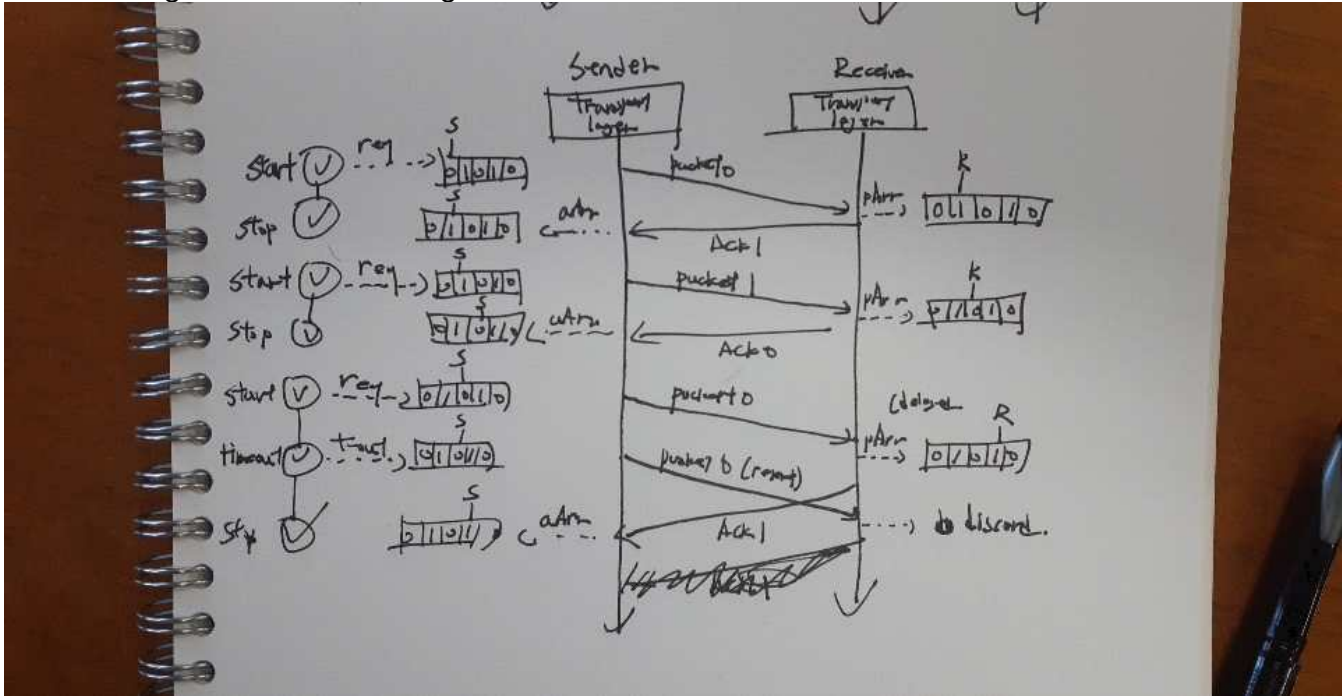 Sender Receiver
Transport layer Transport layer
start req S 0 1 0 1 0 packet 0 pArr R 0 1 0 1 0
stop S 0 1 0 1 0 aArr Ack 1
start req S 0 1 0 1 0 packet 1 pArr R 0 1 0 1 0
stop S 0 1 0 1 0 aArr Ack 0
start req S 0 1 0 1 0 packet 0 (delayed pArr R 0 1 0 1 0
timeout tout S 0 1 0 1 0 packet 0 (resent)
stop S 0 1 0 1 aArr Ack 1 discard.